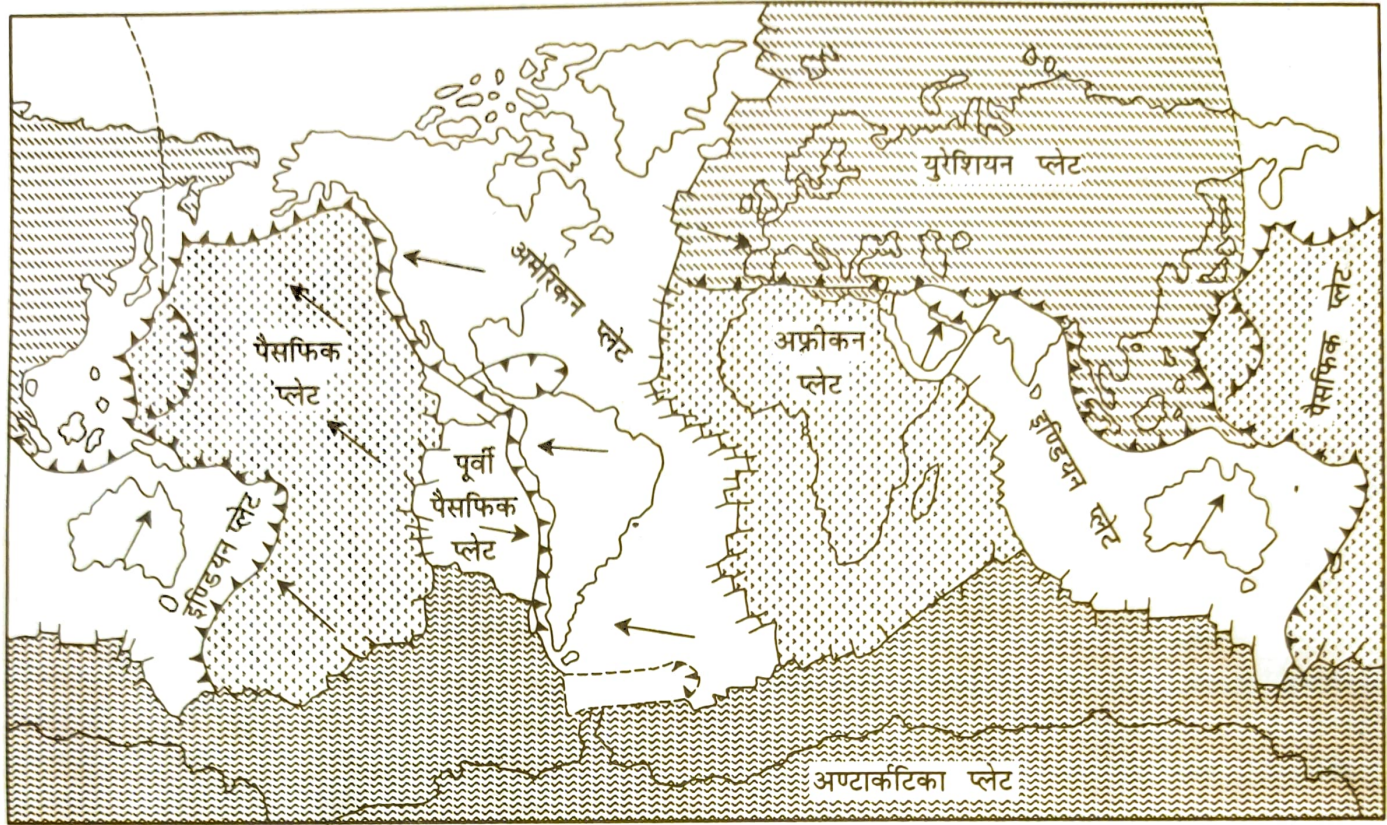 युरेशियन प्लेट
अमेरिकन प्लेट
पैसफिक
प्लेट
अफ्रीकन
प्लेट
पैसफिक प्लेट
पूर्वी
पैसफिक
प्लेट
इण्डियन प्लेट
इण्डियन प्लेट
अण्टार्कटिका प्लेट